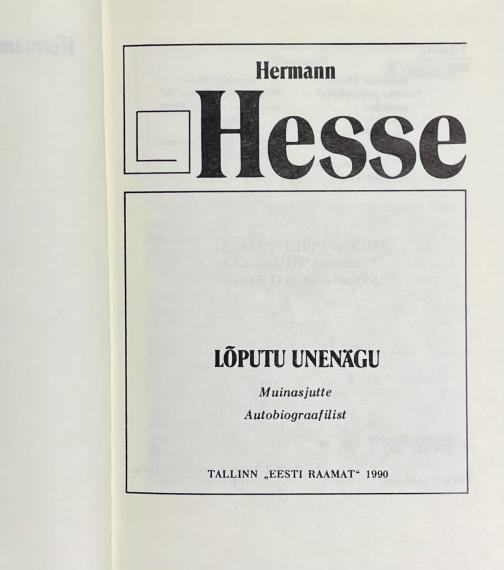 Hermann
Hesse
LÕPUTU UNENÄGU
Muinasjutte
Autobiograafilist
TALLINN „EESTI RAAMAT“ 1990